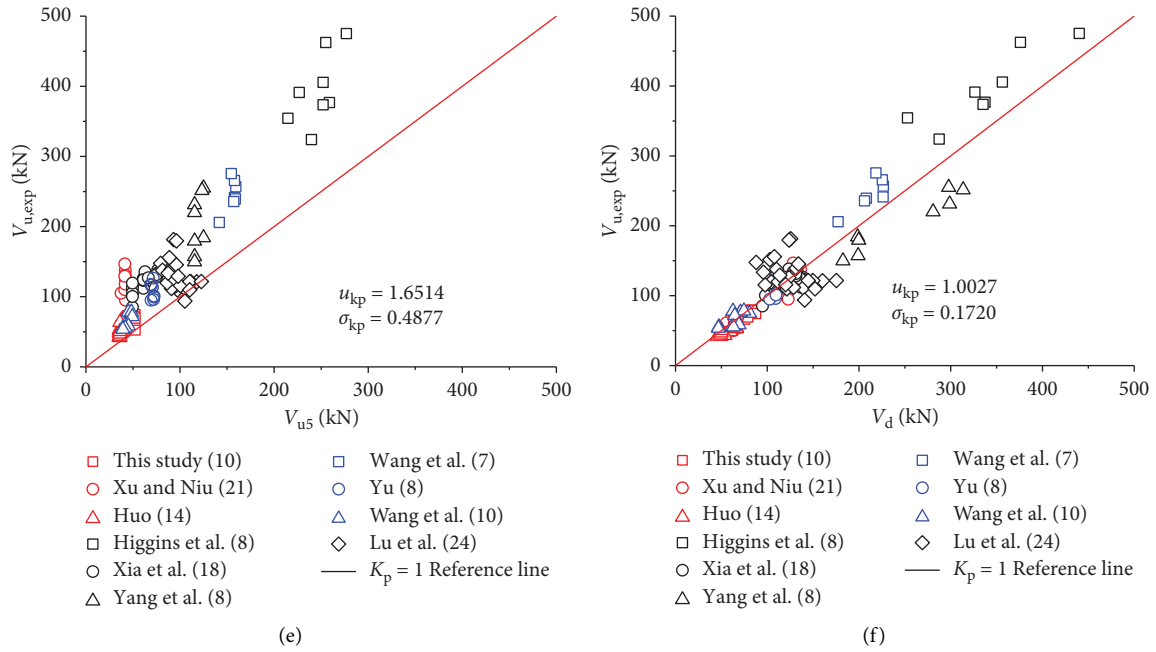 500
400
300
200
100
0
V_u,exp (kN)
u_kp = 1.6514
σ_kp = 0.4877
0 100 200 300 400 500
V_u5 (kN)
This study (10)
Xu and Niu (21)
Huo (14)
Higgins et al. (8)
Xia et al. (18)
Yang et al. (8)
Wang et al. (7)
Yu (8)
Wang et al. (10)
Lu et al. (24)
K_p = 1 Reference line
(e)
500
400
300
200
100
0
V_u,exp (kN)
u_kp = 1.0027
σ_kp = 0.1720
0 100 200 300 400 500
V_d (kN)
This study (10)
Xu and Niu (21)
Huo (14)
Higgins et al. (8)
Xia et al. (18)
Yang et al. (8)
Wang et al. (7)
Yu (8)
Wang et al. (10)
Lu et al. (24)
K_p = 1 Reference line
(f)